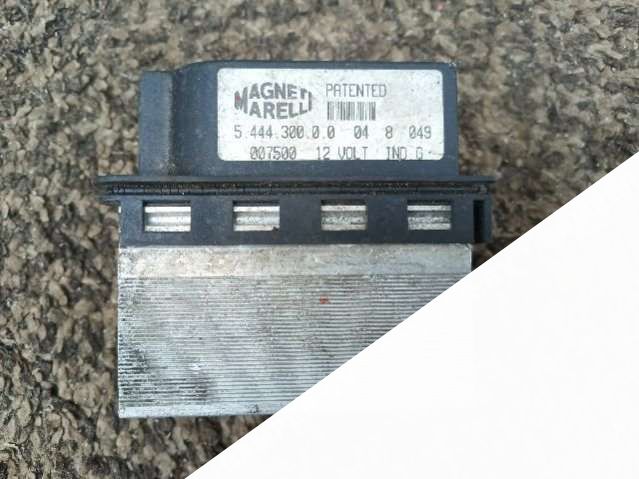 MAGNETI
MARELLI
PATENTED
5.444.300.0.0 04 8 049
007500 12 VOLT IND.G